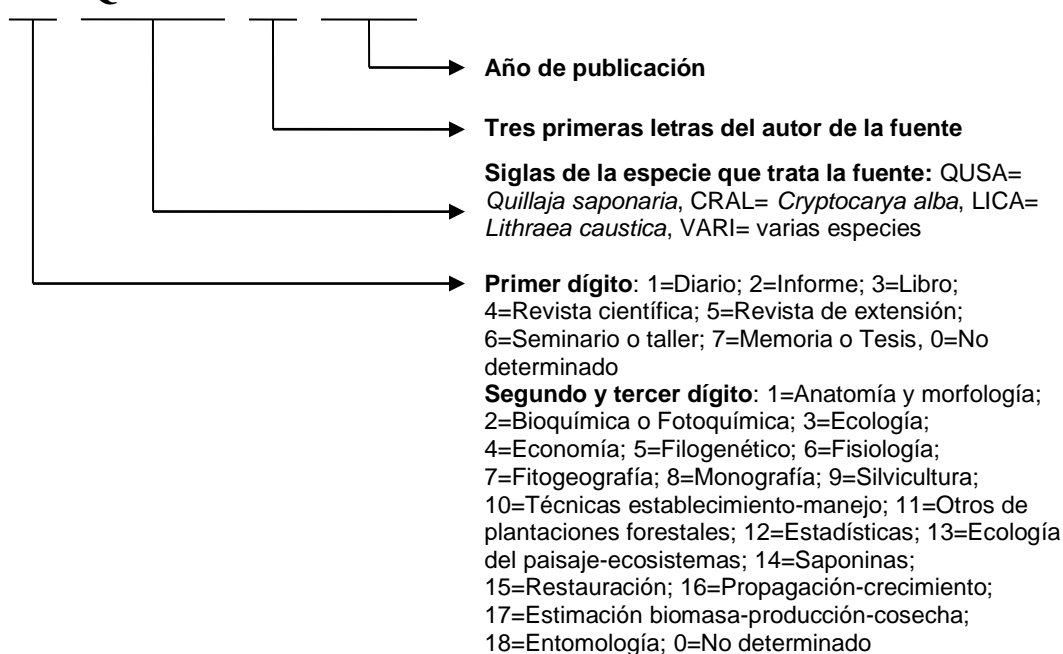 Año de publicación
Tres primeras letras del autor de la fuente
Siglas de la especie que trata la fuente: QUSA=
Quillaja saponaria, CRAL= Cryptocarya alba, LICA=
Lithraea caustica, VARI= varias especies
Primer dígito: 1=Diario; 2=Informe; 3=Libro;
4=Revista científica; 5=Revista de extensión;
6=Seminario o taller; 7=Memoria o Tesis, 0=No
determinado
Segundo y tercer dígito: 1=Anatomía y morfología;
2=Bioquímica o Fotoquímica; 3=Ecología;
4=Economía; 5=Filogenético; 6=Fisiología;
7=Fitogeografía; 8=Monografía; 9=Silvicultura;
10=Técnicas establecimiento-manejo; 11=Otros de
plantaciones forestales; 12=Estadísticas; 13=Ecología
del paisaje-ecosistemas; 14=Saponinas;
15=Restauración; 16=Propagación-crecimiento;
17=Estimación biomasa-producción-cosecha;
18=Entomología; 0=No determinado